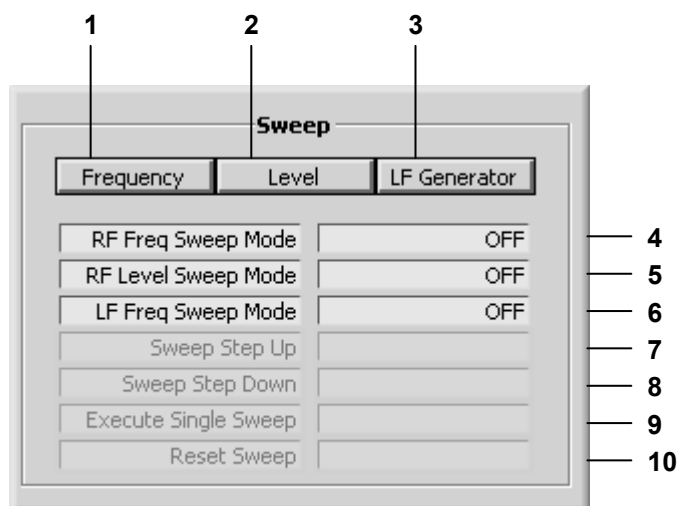 1 2 3
Sweep
Frequency Level LF Generator
RF Freq Sweep Mode OFF 4
RF Level Sweep Mode OFF 5
LF Freq Sweep Mode OFF 6
Sweep Step Up 7
Sweep Step Down 8
Execute Single Sweep 9
Reset Sweep 10